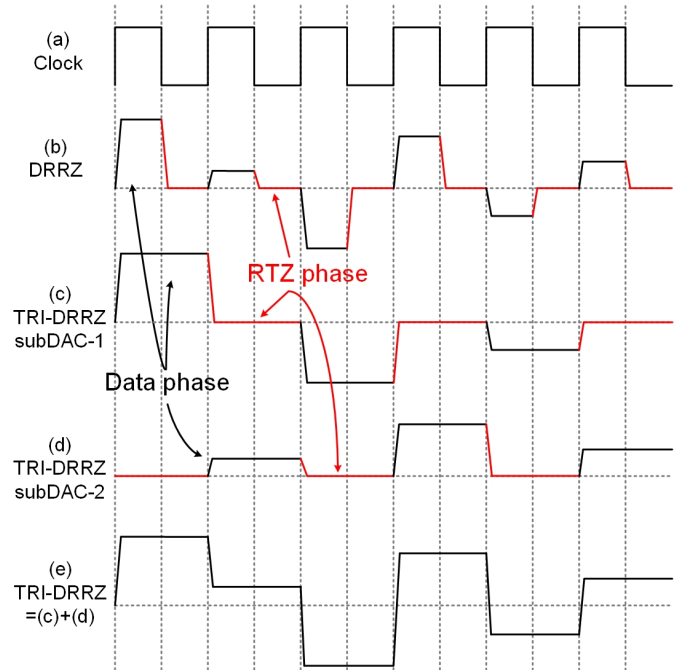 (a)
Clock
(b)
DRRZ
RTZ phase
(c)
TRI-DRRZ
subDAC-1
Data phase
(d)
TRI-DRRZ
subDAC-2
(e)
TRI-DRRZ
=(c)+(d)